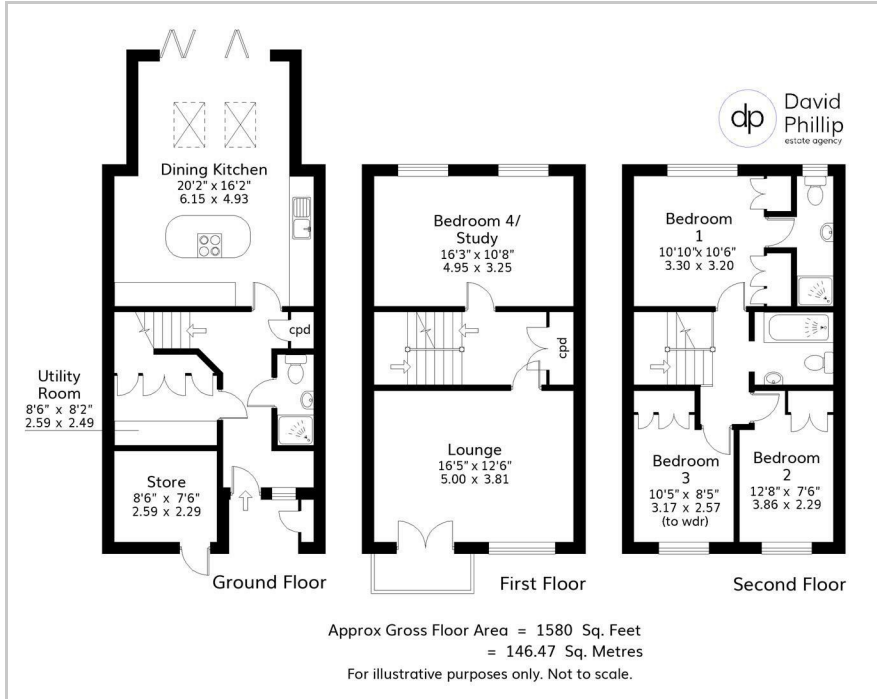 dp
David
Phillip
estate agency
Dining Kitchen
20'2" x 16'2"
6.15 x 4.93
cpd
Utility
Room
8'6" x 8'2"
2.59 x 2.49
Store
8'6" x 7'6"
2.59 x 2.29
Ground Floor
Bedroom 4/
Study
16'3" x 10'8"
4.95 x 3.25
cpd
Lounge
16'5" x 12'6"
5.00 x 3.81
First Floor
Bedroom
1
10'10" x 10'6"
3.30 x 3.20
Bedroom
3
10'5" x 8'5"
3.17 x 2.57
(to wdr)
Bedroom
2
12'8" x 7'6"
3.86 x 2.29
Second Floor
Approx Gross Floor Area = 1580 Sq. Feet
= 146.47 Sq. Metres
For illustrative purposes only. Not to scale.